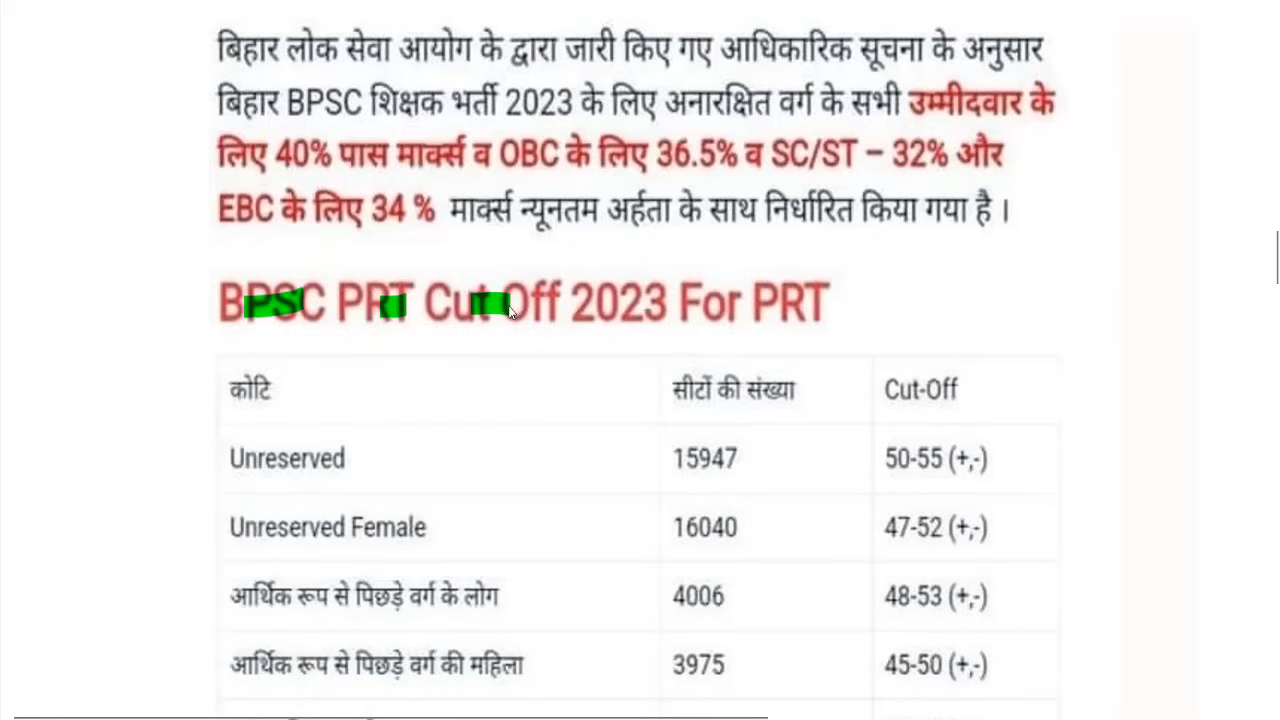 बिहार लोक सेवा आयोग के द्वारा जारी किए गए आधिकारिक सूचना के अनुसार
बिहार BPSC शिक्षक भर्ती 2023 के लिए अनारक्षित वर्ग के सभी उम्मीदवार के
लिए 40% पास मार्क्स व OBC के लिए 36.5% व SC/ST – 32% और
EBC के लिए 34 % मार्क्स न्यूनतम अर्हता के साथ निर्धारित किया गया है ।
BPSC PRT Cut Off 2023 For PRT
कोटि सीटों की संख्या Cut-Off
Unreserved 15947 50-55 (+,-)
Unreserved Female 16040 47-52 (+,-)
आर्थिक रूप से पिछड़े वर्ग के लोग 4006 48-53 (+,-)
आर्थिक रूप से पिछड़े वर्ग की महिला 3975 45-50 (+,-)